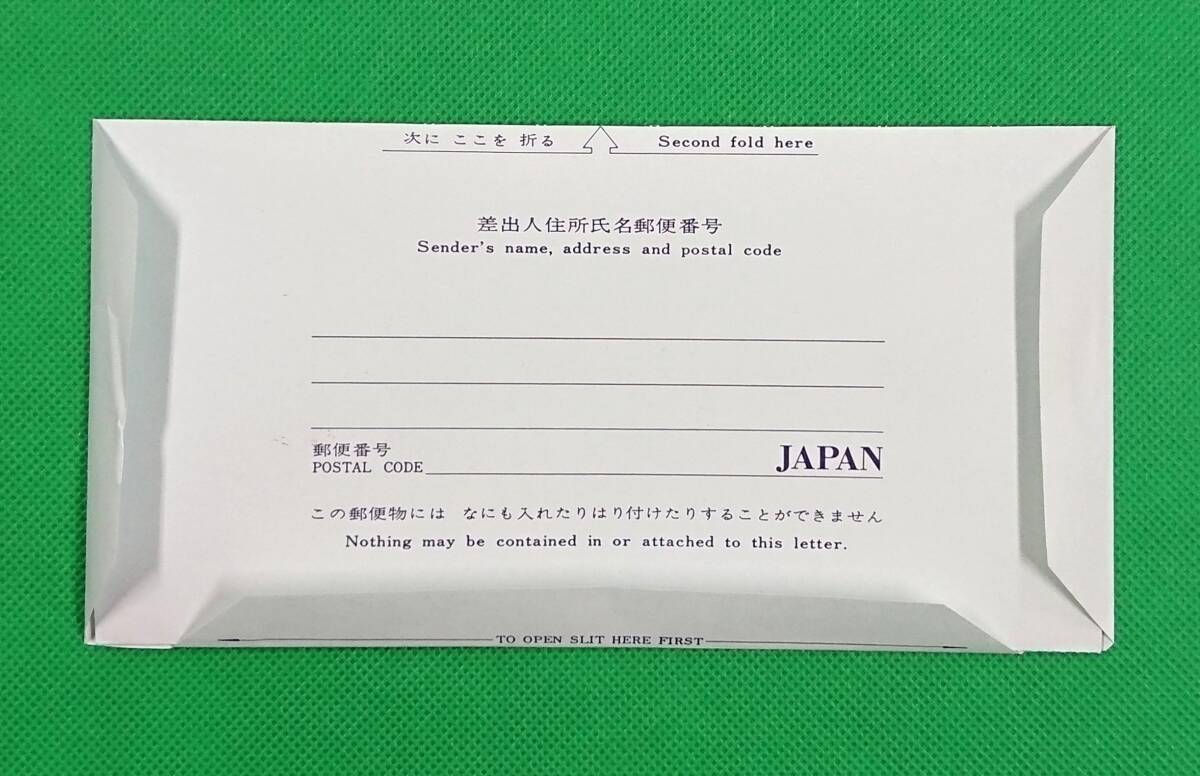 次に ここを 折る Second fold here
差出人住所氏名郵便番号
Sender's name, address and postal code
郵便番号
POSTAL CODE JAPAN
この郵便物には なにも入れたりはり付けたりすることができません
Nothing may be contained in or attached to this letter.
TO OPEN SLIT HERE FIRST